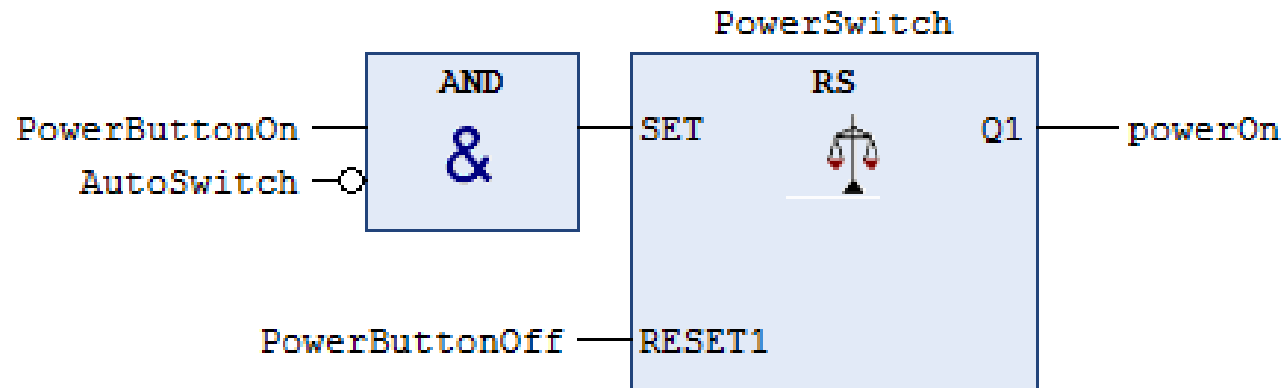 PowerSwitch
AND
RS
PowerButtonOn
&
SET
Q1
powerOn
AutoSwitch
PowerButtonOff
RESET1